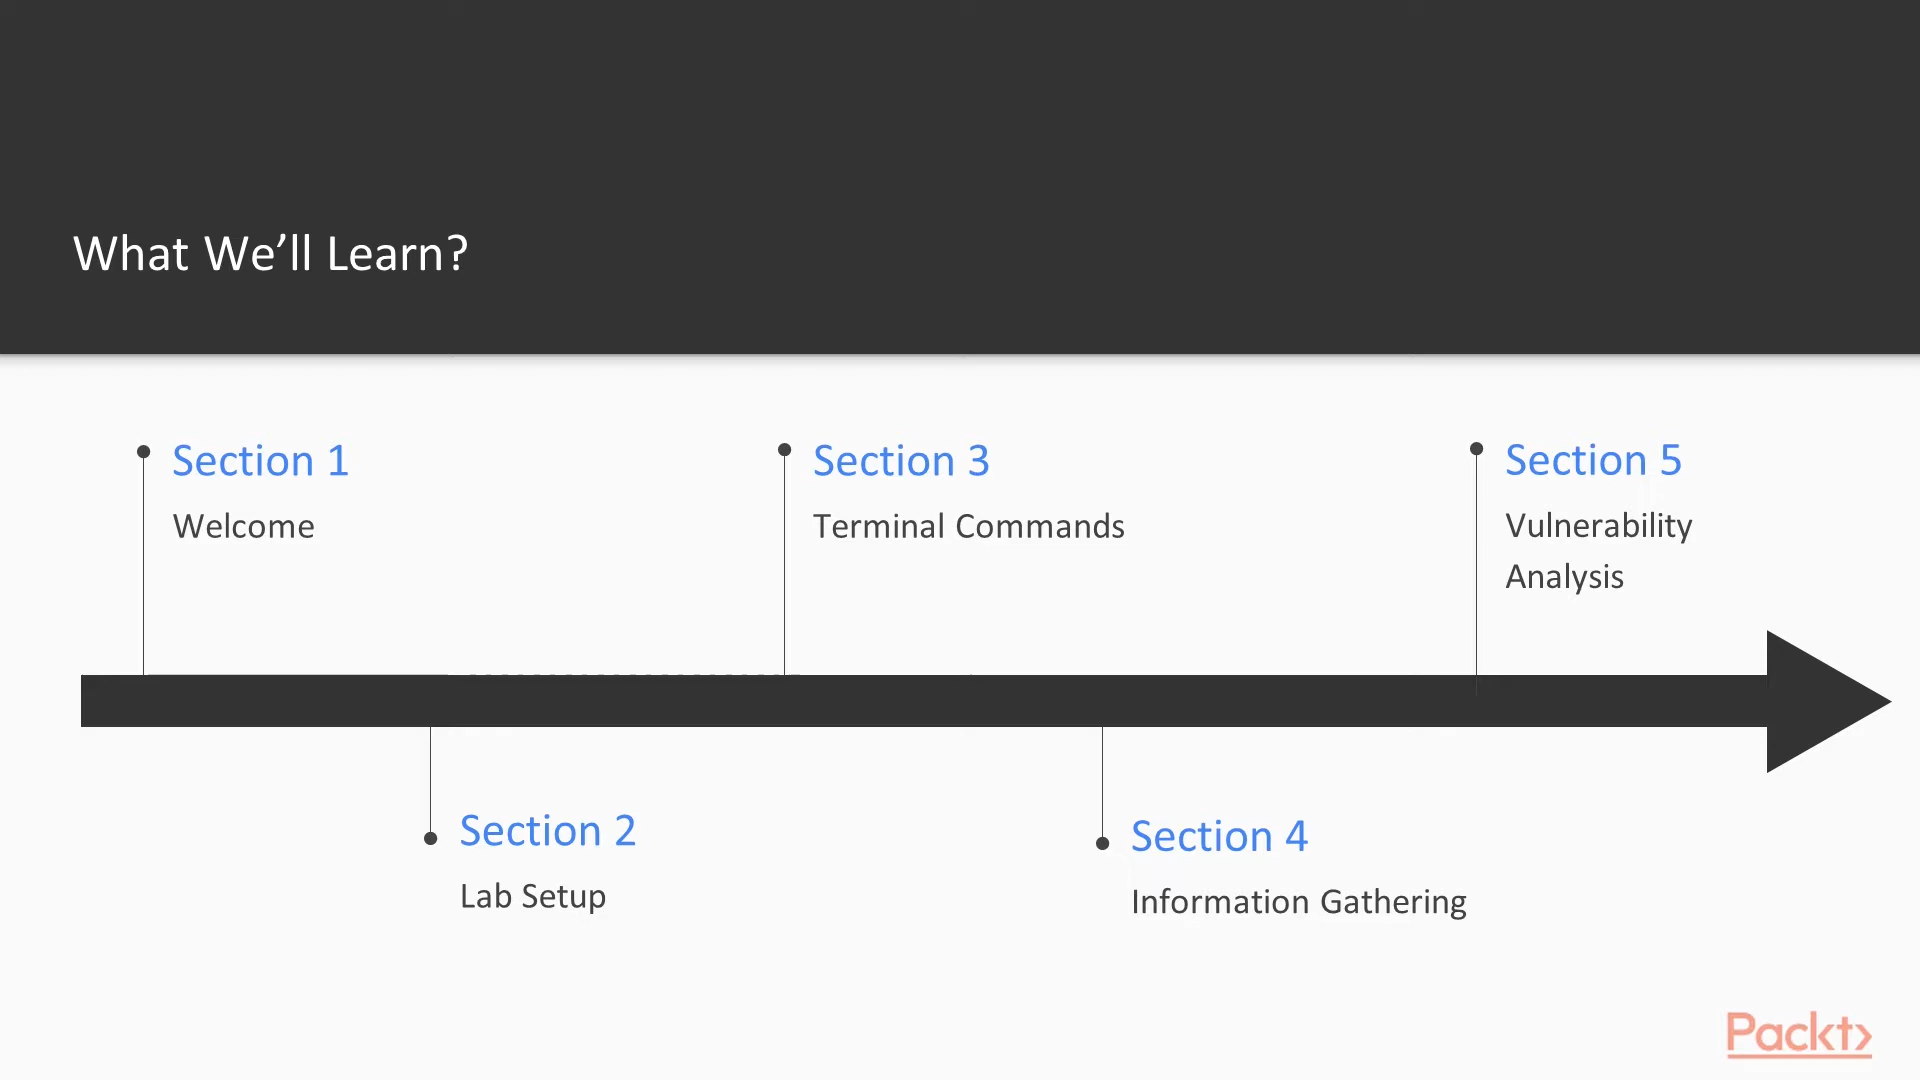 What We’ll Learn?
Section 1
Welcome
Section 2
Lab Setup
Section 3
Terminal Commands
Section 4
Information Gathering
Section 5
Vulnerability
Analysis
Packt>